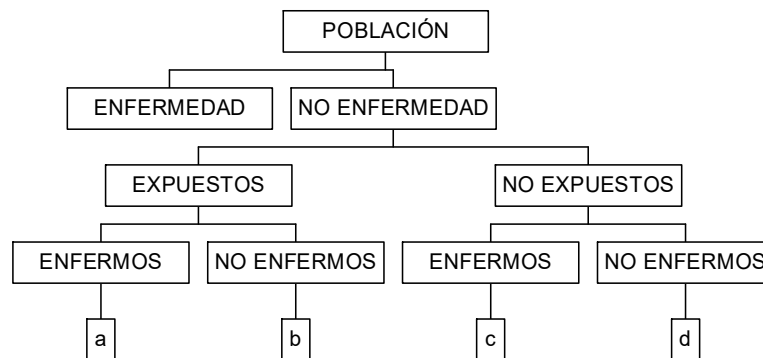 POBLACIÓN
ENFERMEDAD
NO ENFERMEDAD
EXPUESTOS
NO EXPUESTOS
ENFERMOS
NO ENFERMOS
ENFERMOS
NO ENFERMOS
a
b
c
d